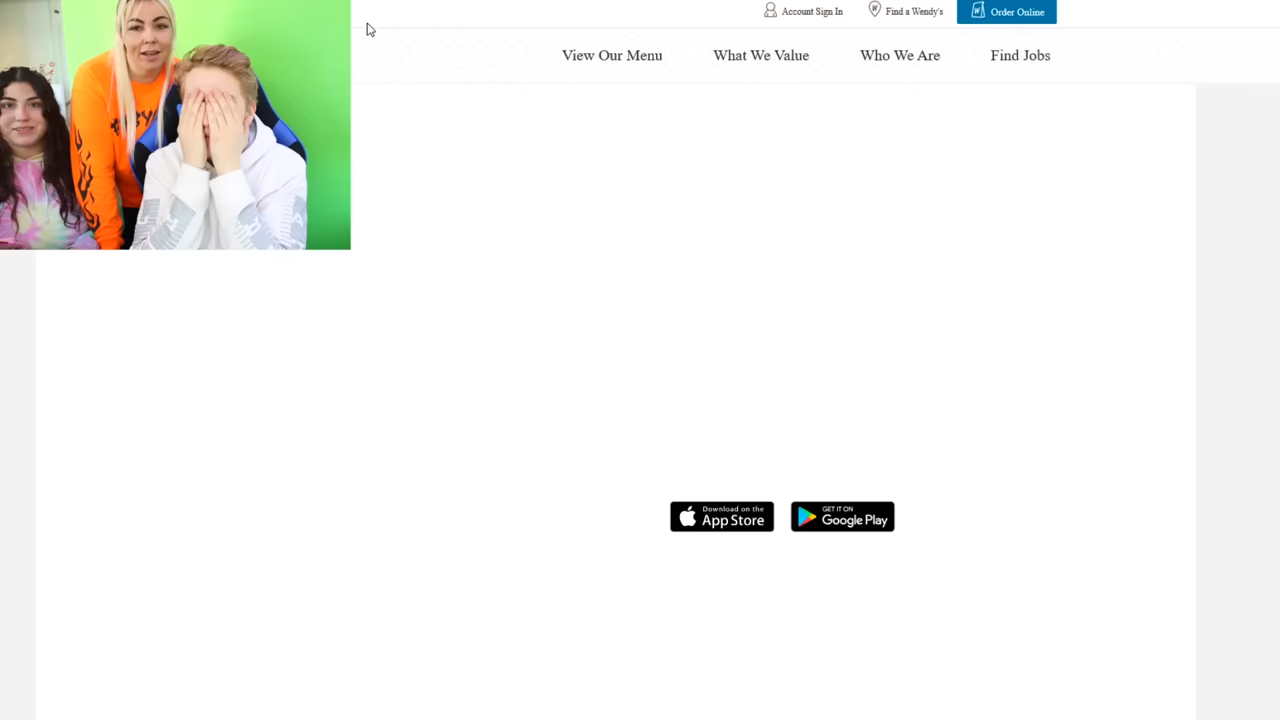 Account Sign In
Find a Wendy's
Order Online
View Our Menu
What We Value
Who We Are
Find Jobs
Download on the
App Store
GET IT ON
Google Play